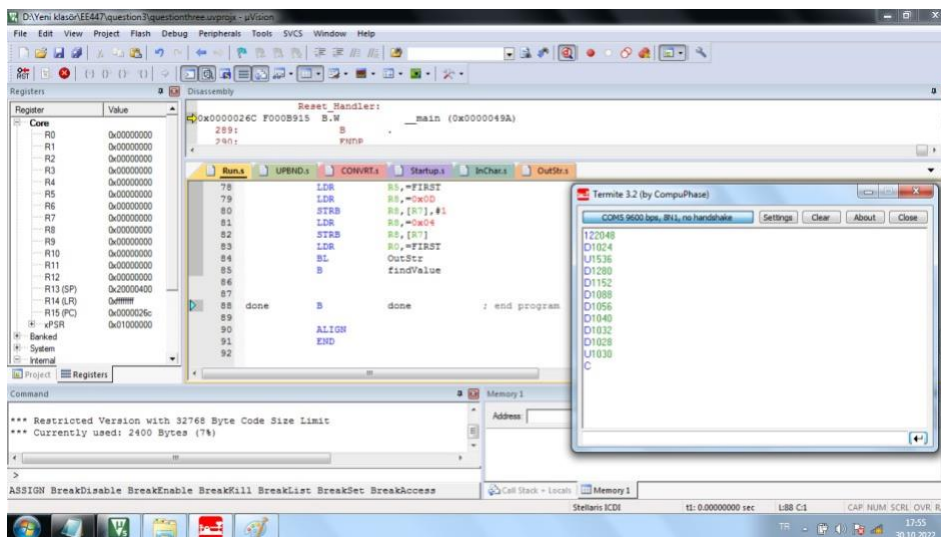 D:\Yeni klasör\EE447\question3\questionthree.uvprojx - µVision
File Edit View Project Flash Debug Peripherals Tools SVCS Window Help
Registers
Register Value
Core
R0 0x00000000
R1 0x00000000
R2 0x00000000
R3 0x00000000
R4 0x00000000
R5 0x00000000
R6 0x00000000
R7 0x00000000
R8 0x00000000
R9 0x00000000
R10 0x00000000
R11 0x00000000
R12 0x00000000
R13 (SP) 0x20000400
R14 (LR) 0xffffffff
R15 (PC) 0x0000026c
xPSR 0x01000000
Banked
System
Internal
Project Registers
Disassembly
Reset_Handler:
0x0000026C F000B915 B.W __main (0x0000049A)
289: B .
290: ENDP
Run.s UPBND.s CONVRT.s Startup.s InChar.s OutStr.s
78 LDR R5,=FIRST
79 LDR R8,=0x0D
80 STRB R8,[R7],#1
81 LDR R8,=0x04
82 STRB R8,[R7]
83 LDR R0,=FIRST
84 BL OutStr
85 B findValue
86
87
88 done B done ; end program
89
90 ALIGN
91 END
92
Termite 3.2 (by CompuPhase)
COM5 9600 bps, 8N1, no handshake Settings Clear About Close
122048
D1024
U1536
D1280
D1152
D1088
D1056
D1040
D1032
D1028
U1030
C
Command
*** Restricted Version with 32768 Byte Code Size Limit
*** Currently used: 2400 Bytes (7%)
>
ASSIGN BreakDisable BreakEnable BreakKill BreakList BreakSet BreakAccess
Memory 1
Address:
Call Stack + Locals Memory 1
Stellaris ICDI t1: 0.00000000 sec L:88 C:1 CAP NUM SCRL OVR R
TR 17:55
30.10.2022